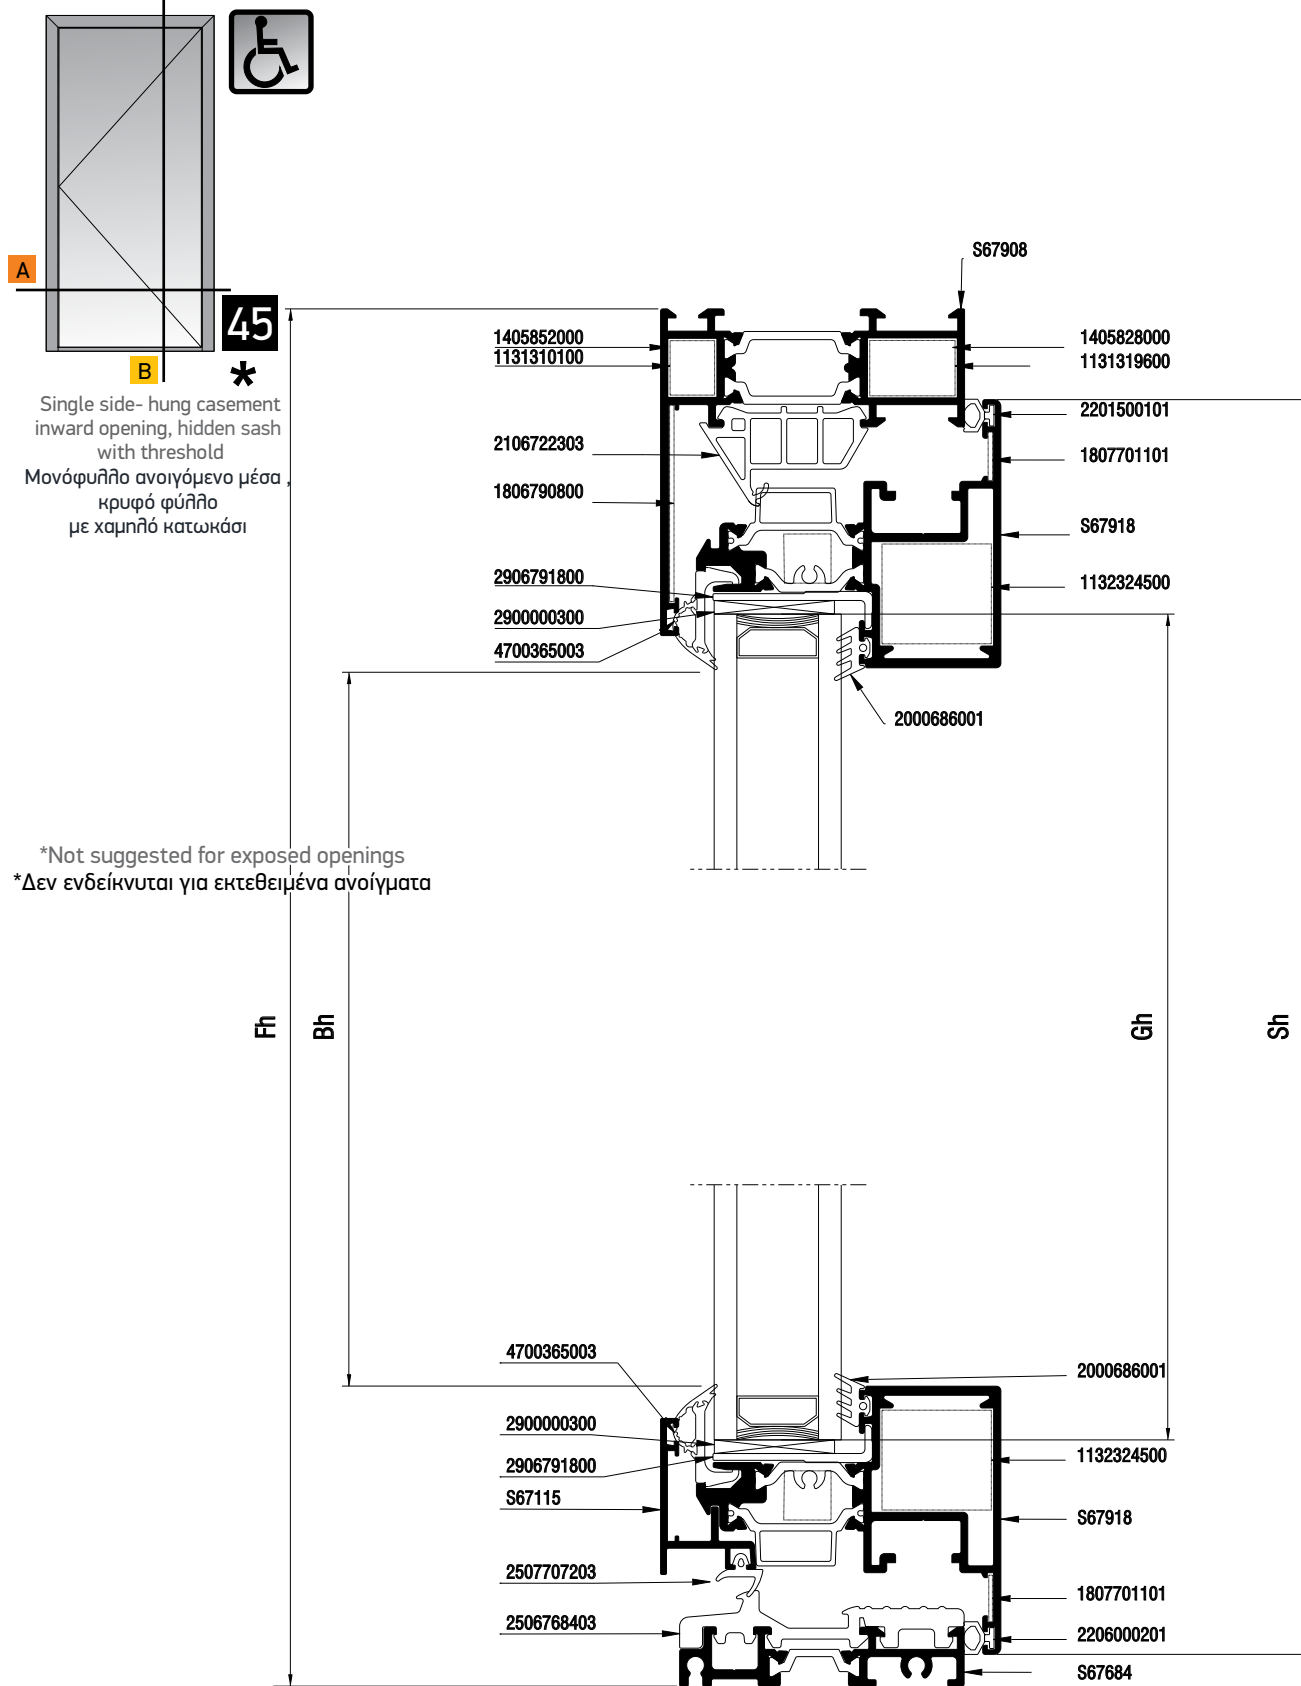 A
45
B
*
Single side- hung casement
inward opening, hidden sash
with threshold
Μονόφυλλο ανοιγόμενο μέσα ,
κρυφό φύλλο
με χαμηλό κατωκάσι
S67908
1405852000
1131310100
1405828000
1131319600
2201500101
2106722303
1807701101
1806790800
S67918
2906791800
1132324500
2900000300
4700365003
2000686001
*Not suggested for exposed openings
*Δεν ενδείκνυται για εκτεθειμένα ανοίγματα
Fh
Bh
Gh
Sh
4700365003
2000686001
2900000300
1132324500
2906791800
S67115
S67918
2507707203
1807701101
2506768403
2206000201
S67684